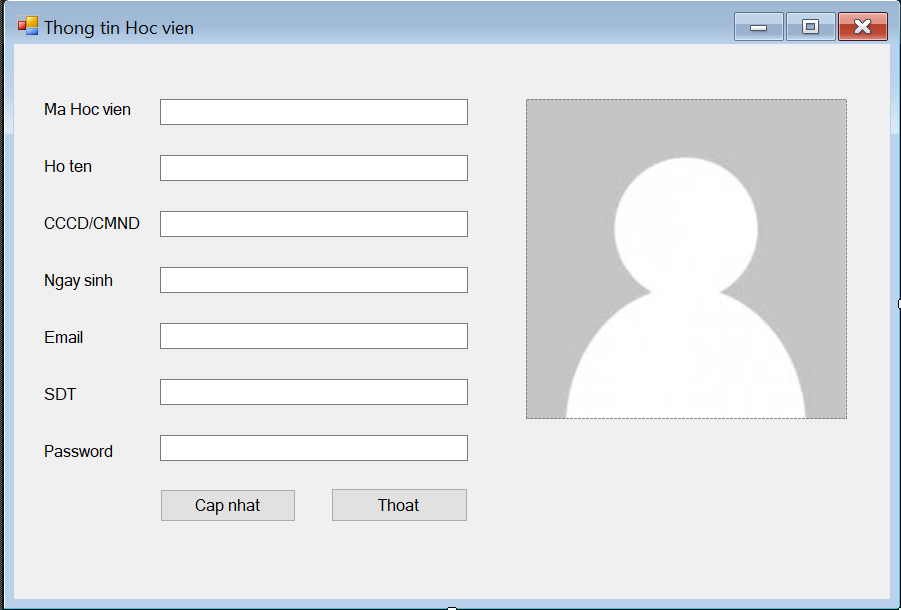 Thong tin Hoc vien
Ma Hoc vien
Ho ten
CCCD/CMND
Ngay sinh
Email
SDT
Password
Cap nhat
Thoat